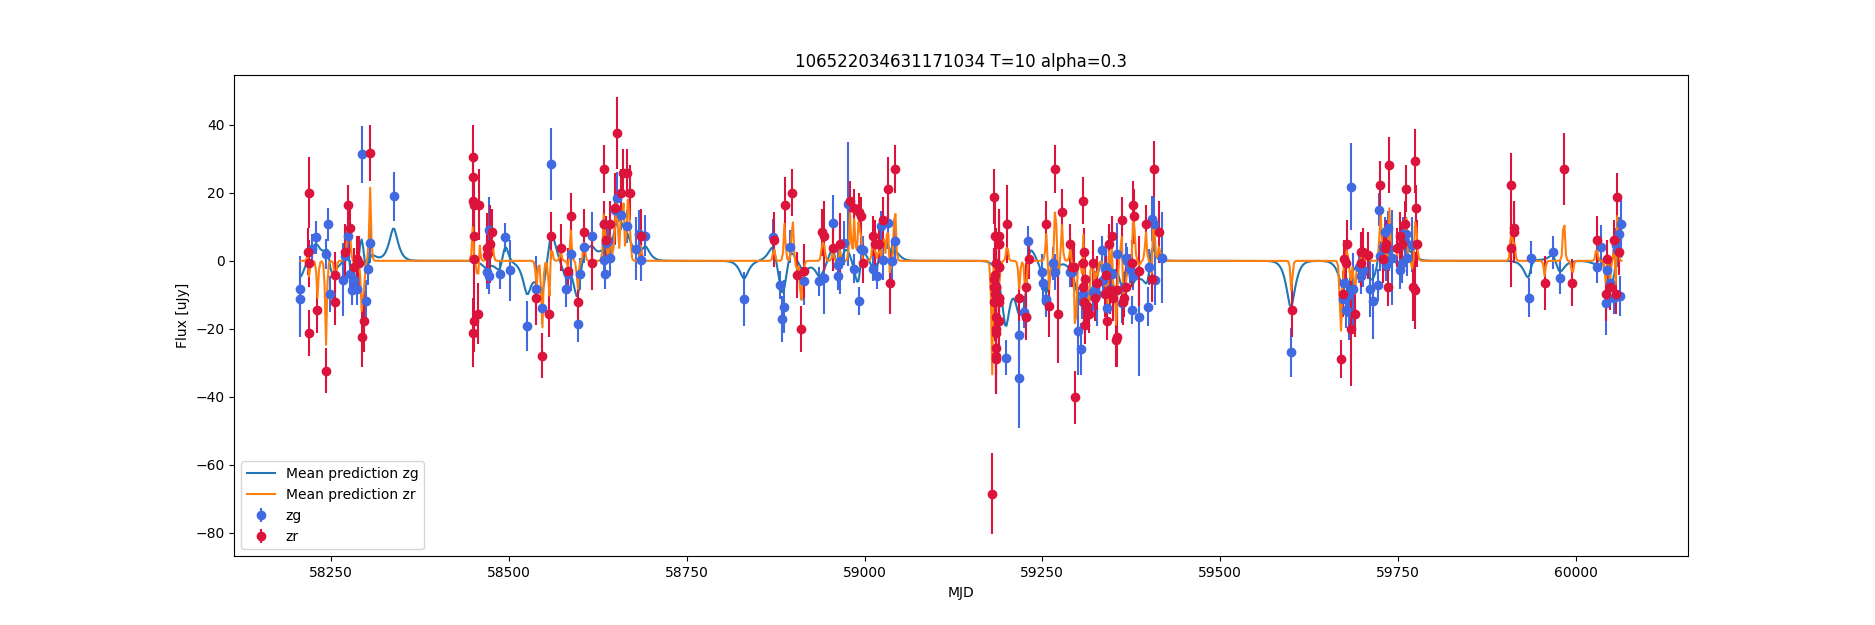 106522034631171034 T=10 alpha=0.3
Flux [uJy]
40
20
0
−20
−40
−60
−80
Mean prediction zg
Mean prediction zr
zg
zr
58250 58500 58750 59000 59250 59500 59750 60000
MJD